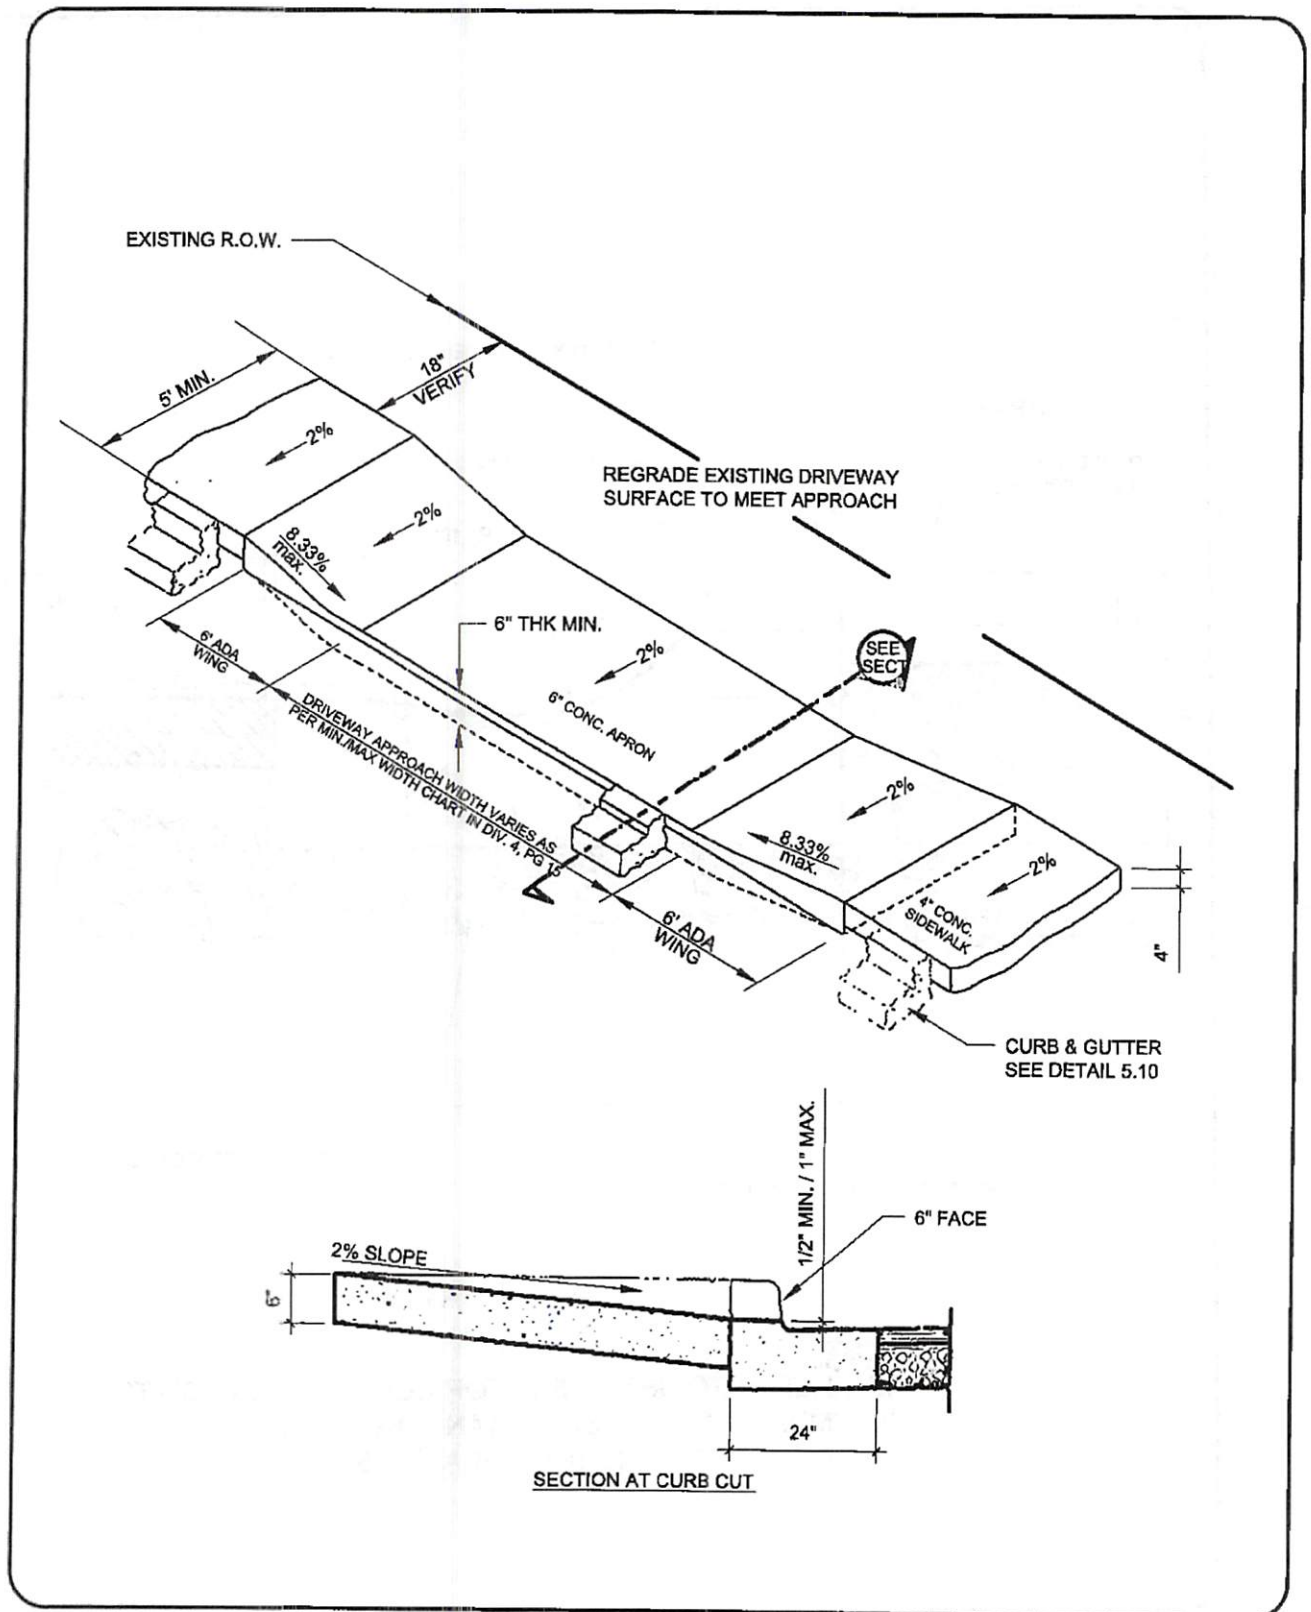 EXISTING R.O.W.
5' MIN.
18"
VERIFY
2%
REGRADE EXISTING DRIVEWAY
SURFACE TO MEET APPROACH
2%
8.33%
max.
6" THK MIN.
SEE
SECT
2%
6' ADA
WING
6" CONC. APRON
DRIVEWAY APPROACH WIDTH VARIES AS
PER MIN./MAX WIDTH CHART IN DIV. 4, PG 15
2%
8.33%
max.
2%
4" CONC.
SIDEWALK
4"
6' ADA
WING
CURB & GUTTER
SEE DETAIL 5.10
1/2" MIN. / 1" MAX.
6" FACE
2% SLOPE
6"
24"
SECTION AT CURB CUT